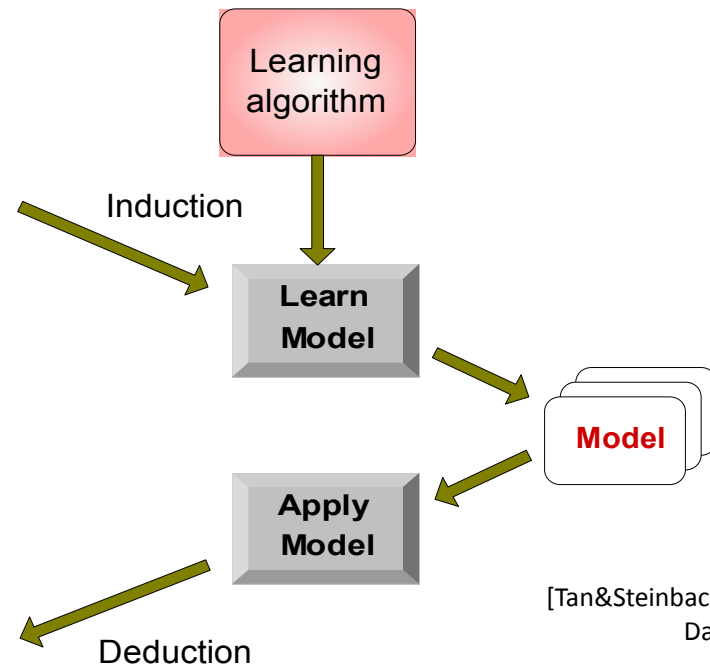 Learning
algorithm
Induction
Learn
Model
Model
Apply
Model
[Tan&Steinbac
Da
Deduction